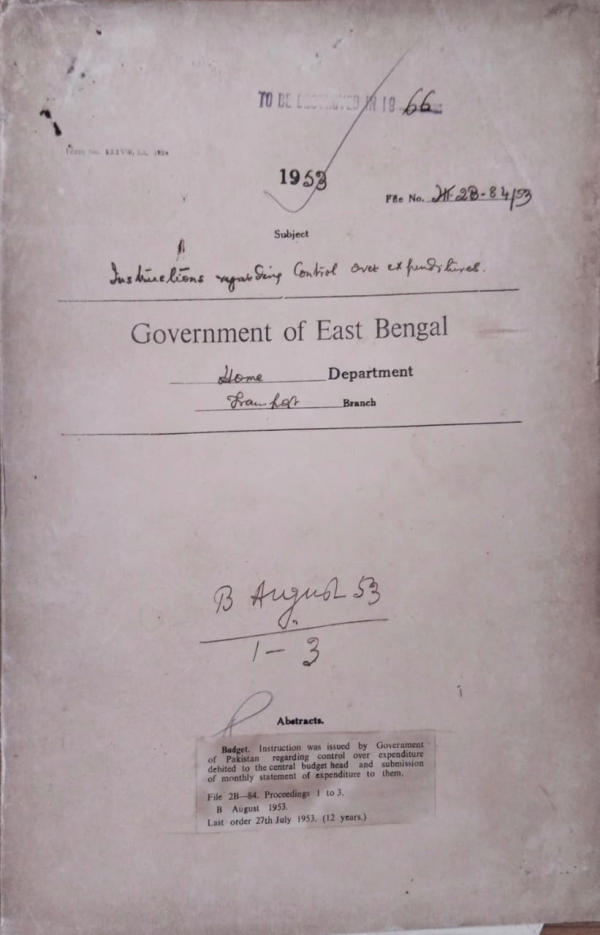 TO BE DESTROYED IN 19 66
1953
File No. HT. 2B-84/53
Subject
Instructions regarding Control over expenditures.
Government of East Bengal
Home Department
Transport Branch
B August 53
1-3
Abstracts.
Budget. Instruction was issued by Government
of Pakistan regarding control over expenditure
debited to the central budget head and submission
of monthly statement of expenditure to them.
File 2B—84. Proceedings 1 to 3.
B August 1953.
Last order 27th July 1953. (12 years.)